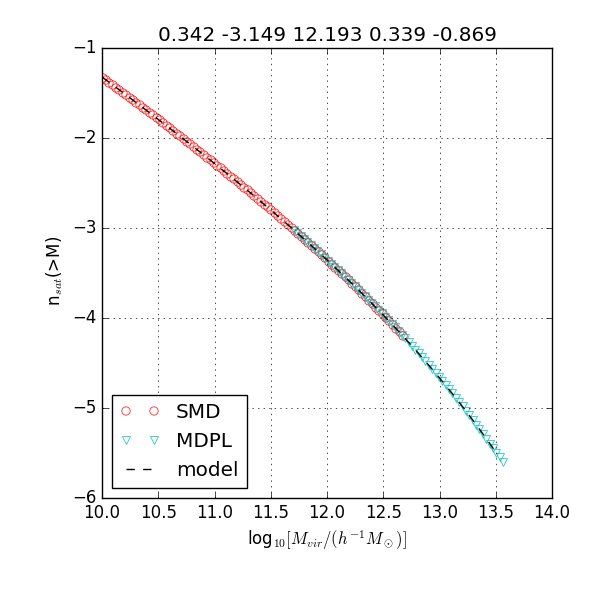 0.342 -3.149 12.193 0.339 -0.869
−1
−2
−3
−4
−5
−6
n_sat(>M)
SMD
MDPL
model
10.0 10.5 11.0 11.5 12.0 12.5 13.0 13.5 14.0
log₁₀[M_vir/(h⁻¹M_⊙)]